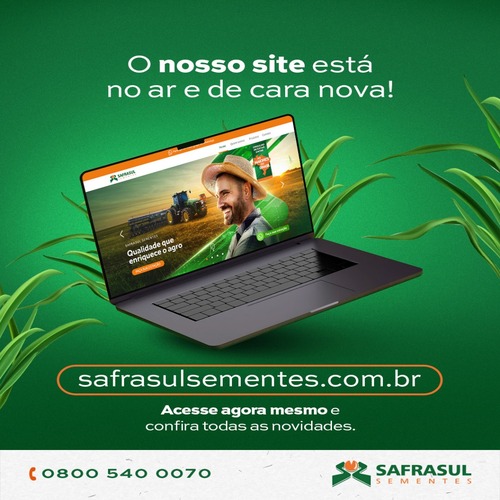 O nosso site está
no ar e de cara nova!
SAFRASUL
Qualidade que
enriquece o agro
safrasulsementes.com.br
Acesse agora mesmo e
confira todas as novidades.
0800 540 0070
SAFRASUL
SEMENTES